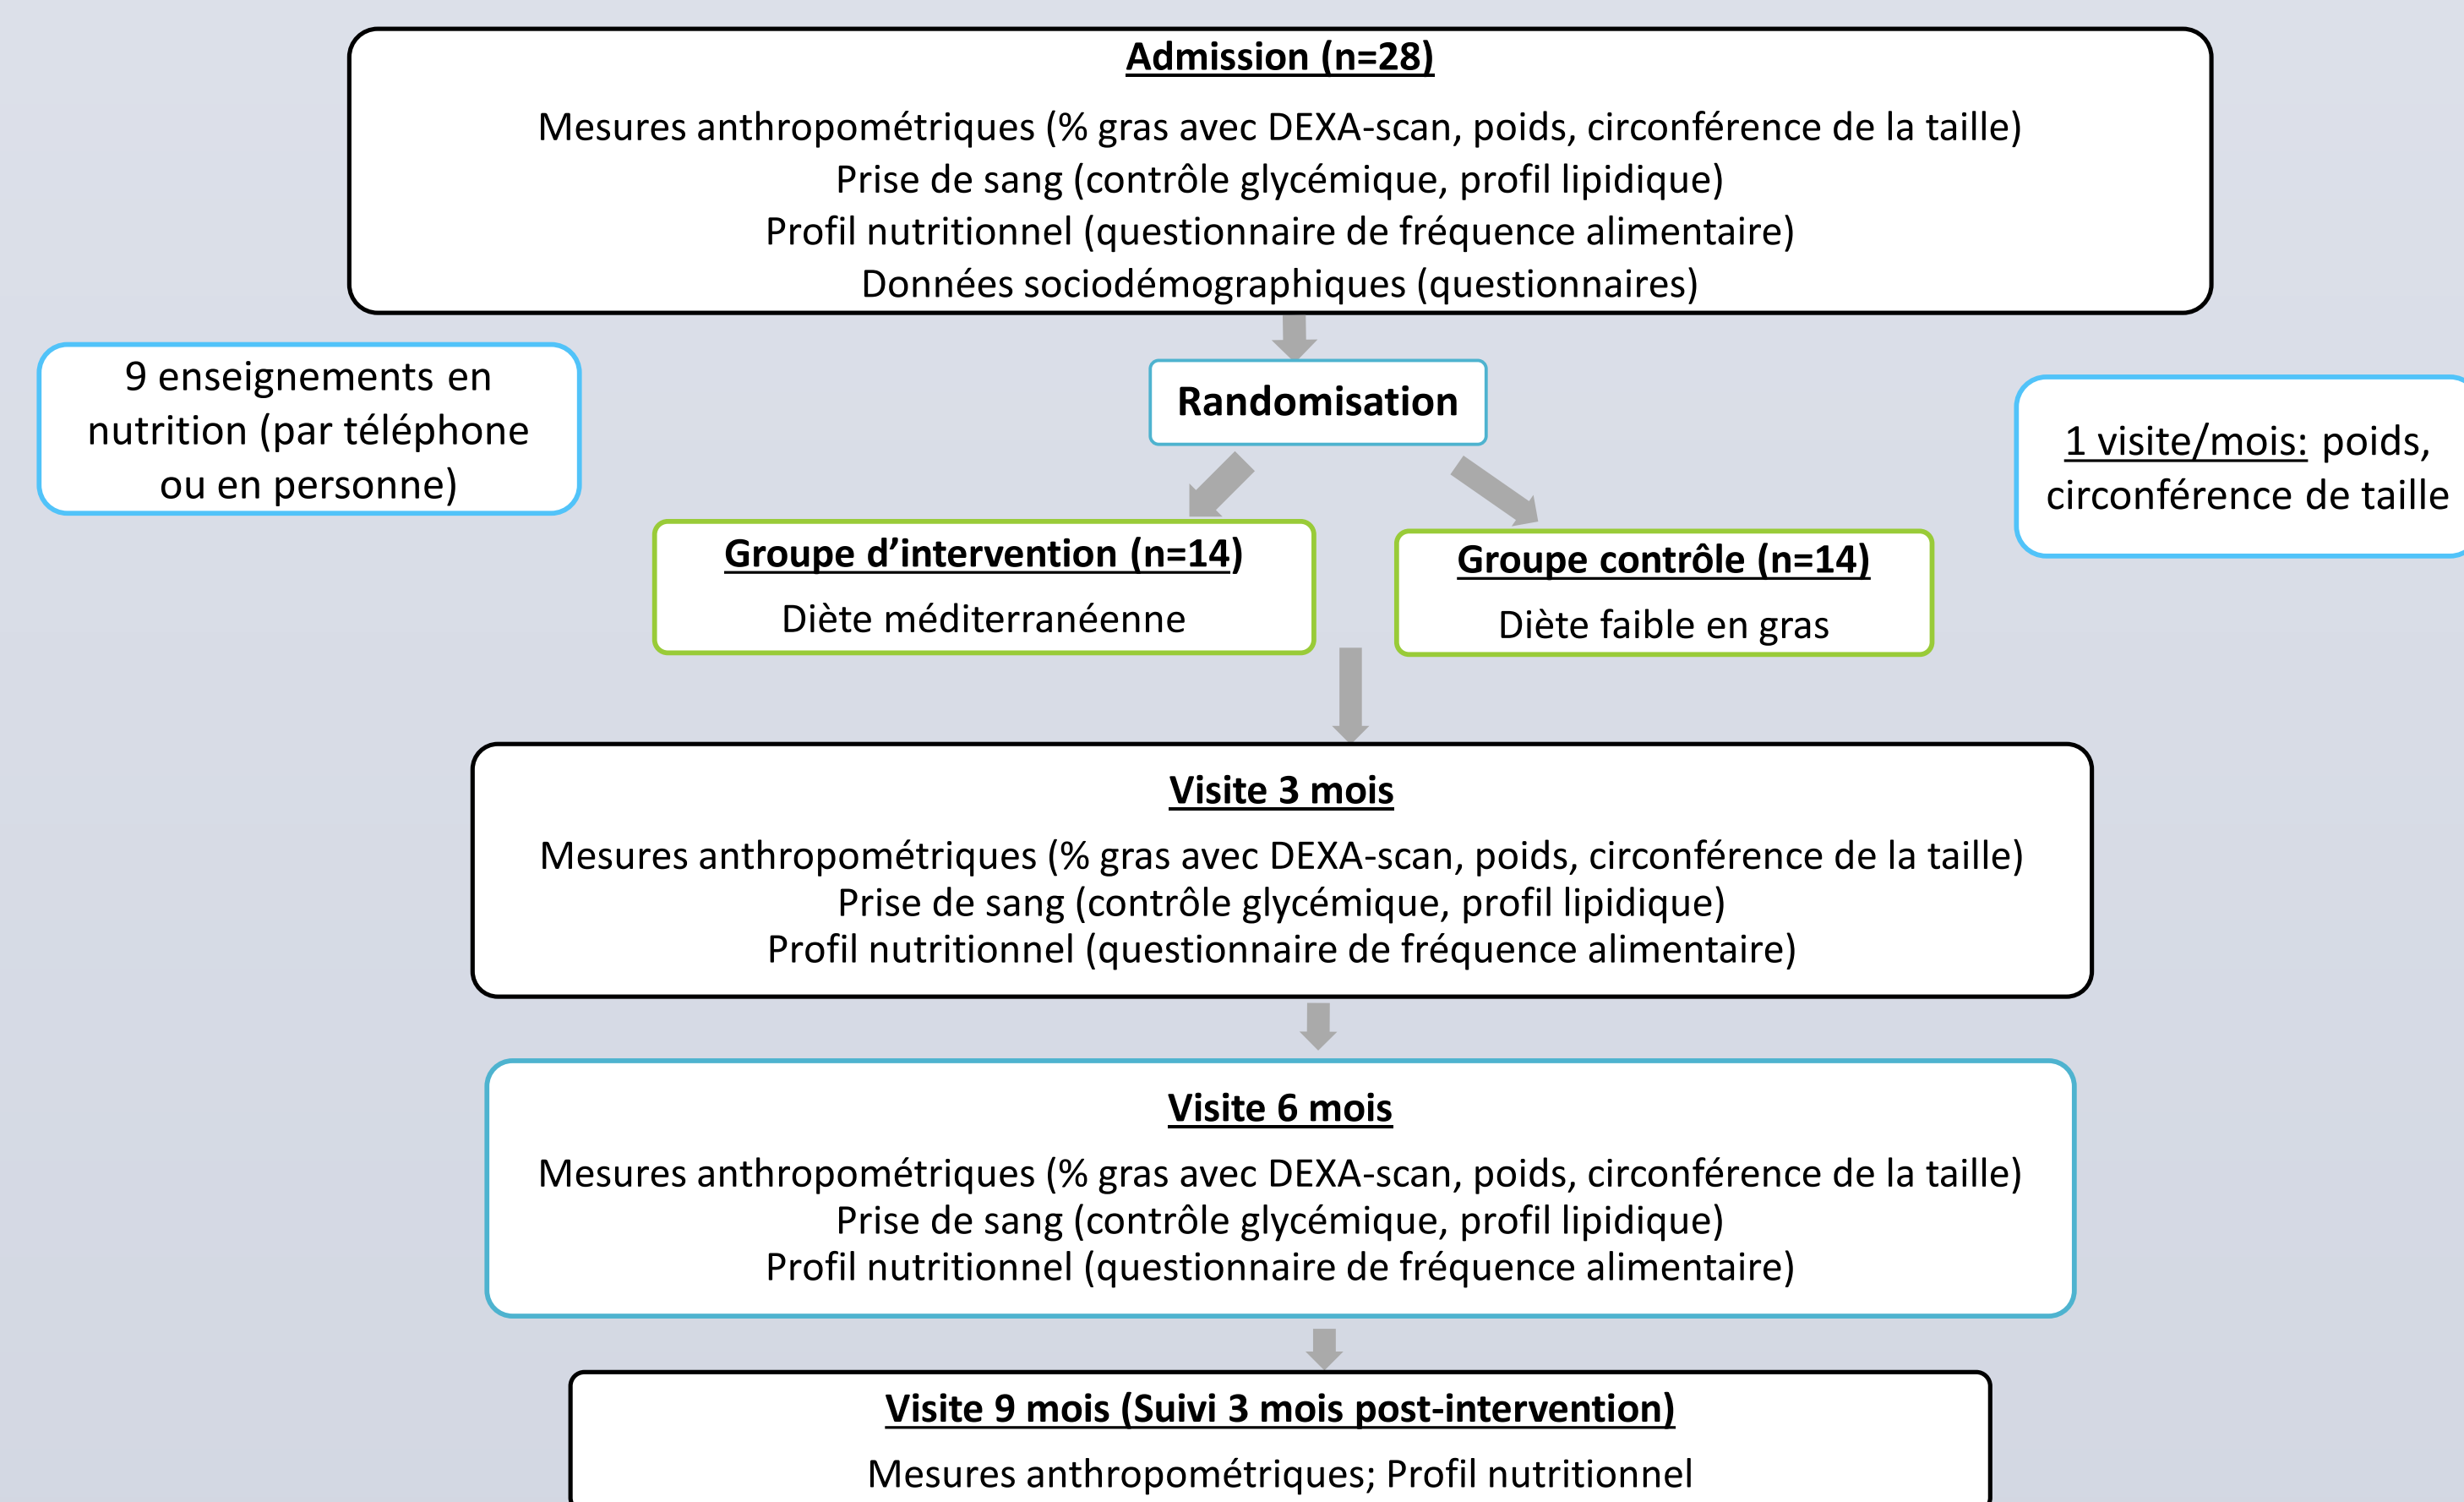 Admission (n=28)
Mesures anthropométriques (% gras avec DEXA-scan, poids, circonférence de la taille)
Prise de sang (contrôle glycémique, profil lipidique)
Profil nutritionnel (questionnaire de fréquence alimentaire)
Données sociodémographiques (questionnaires)
9 enseignements en
nutrition (par téléphone
ou en personne)
Randomisation
1 visite/mois: poids,
circonférence de taille
Groupe d’intervention (n=14)
Diète méditerranéenne
Groupe contrôle (n=14)
Diète faible en gras
Visite 3 mois
Mesures anthropométriques (% gras avec DEXA-scan, poids, circonférence de la taille)
Prise de sang (contrôle glycémique, profil lipidique)
Profil nutritionnel (questionnaire de fréquence alimentaire)
Visite 6 mois
Mesures anthropométriques (% gras avec DEXA-scan, poids, circonférence de la taille)
Prise de sang (contrôle glycémique, profil lipidique)
Profil nutritionnel (questionnaire de fréquence alimentaire)
Visite 9 mois (Suivi 3 mois post-intervention)
Mesures anthropométriques; Profil nutritionnel